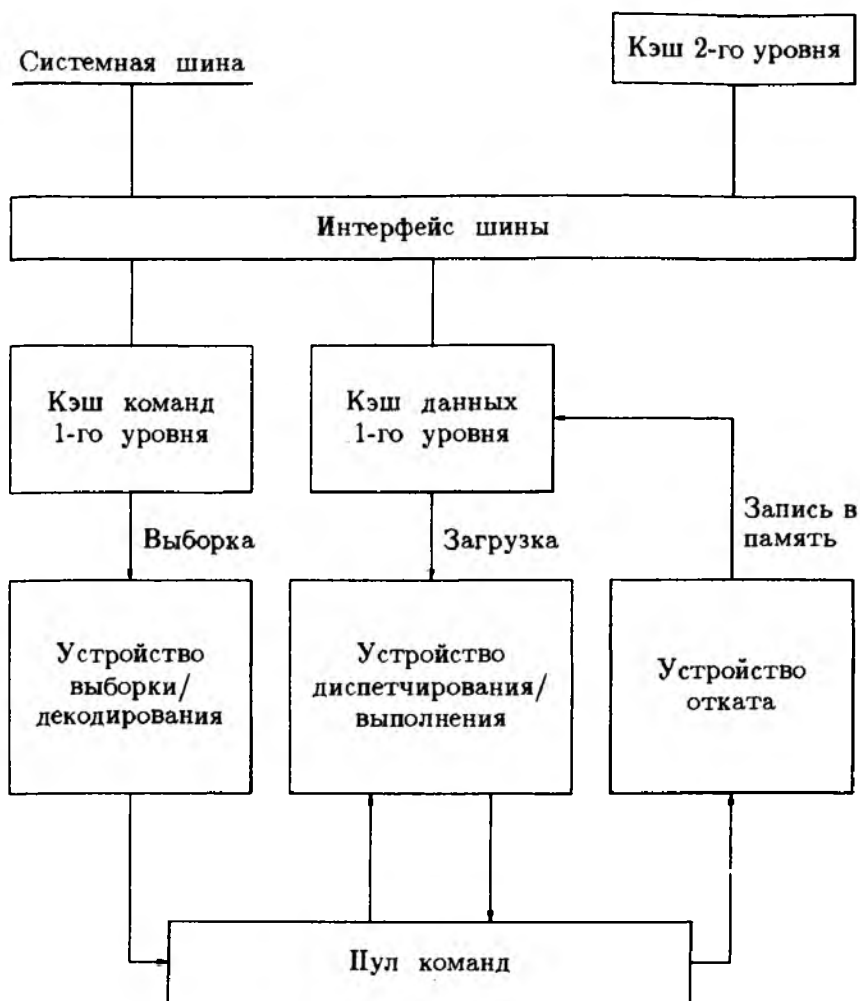 Системная шина
Кэш 2-го уровня
Интерфейс шины
Кэш команд
1-го уровня
Кэш данных
1-го уровня
Выборка
Загрузка
Запись в
память
Устройство
выборки/
декодирования
Устройство
диспетчирования/
выполнения
Устройство
отката
Пул команд